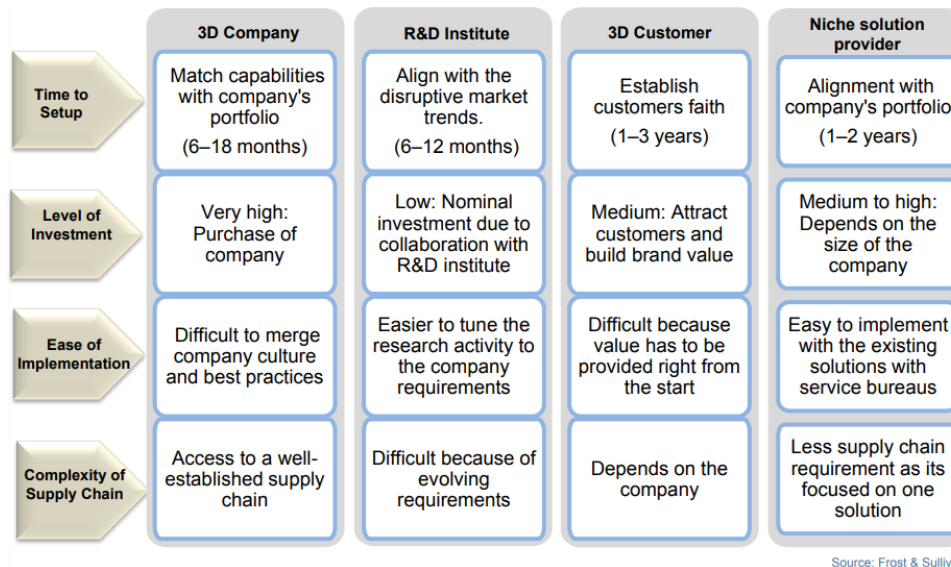 3D Company
R&D Institute
3D Customer
Niche solution
provider
Time to
Setup
Match capabilities
with company's
portfolio
(6–18 months)
Align with the
disruptive market
trends.
(6–12 months)
Establish
customers faith
(1–3 years)
Alignment with
company's portfolio
(1–2 years)
Level of
Investment
Very high:
Purchase of
company
Low: Nominal
investment due to
collaboration with
R&D institute
Medium: Attract
customers and
build brand value
Medium to high:
Depends on the
size of the
company
Ease of
Implementation
Difficult to merge
company culture
and best practices
Easier to tune the
research activity to
the company
requirements
Difficult because
value has to be
provided right from
the start
Easy to implement
with the existing
solutions with
service bureaus
Complexity of
Supply Chain
Access to a well-
established supply
chain
Difficult because of
evolving
requirements
Depends on the
company
Less supply chain
requirement as its
focused on one
solution
Source: Frost &